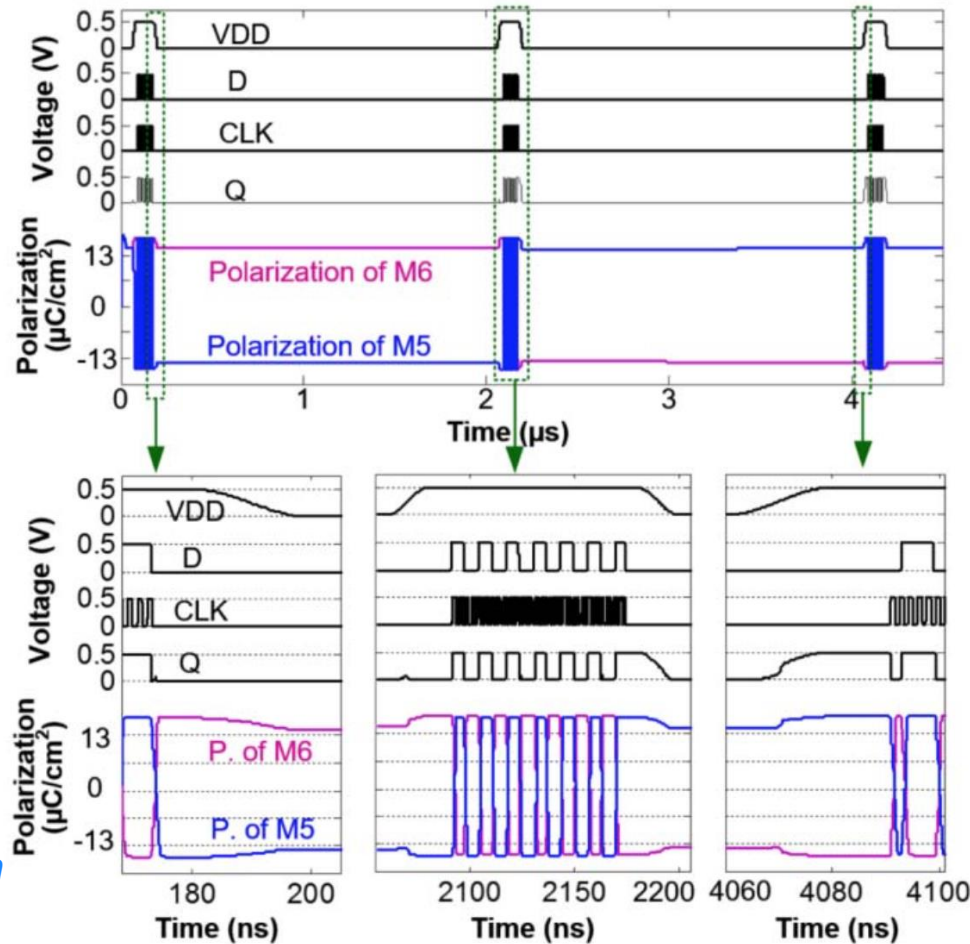 Voltage (V)
0.5
0
VDD
0.5
0
D
0.5
0
CLK
0.5
0
Q
Polarization
(μC/cm²)
13
0
-13
Polarization of M6
Polarization of M5
0
1
2
3
4
Time (μs)
Voltage (V)
0.5
0
VDD
0.5
0
D
0.5
0
CLK
0.5
0
Q
Polarization
(μC/cm²)
13
0
-13
P. of M6
P. of M5
180
200
2100
2150
2200
4060
4080
4100
Time (ns)
Time (ns)
Time (ns)